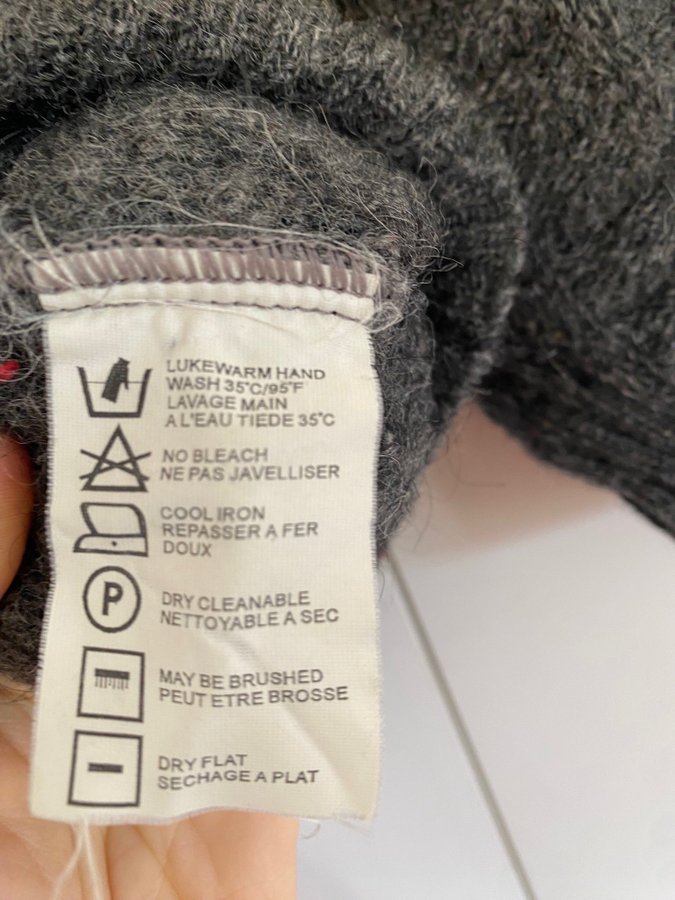 LUKEWARM HAND
WASH 35°C/95°F
LAVAGE MAIN
A L'EAU TIEDE 35°C
NO BLEACH
NE PAS JAVELLISER
COOL IRON
REPASSER A FER
DOUX
P
DRY CLEANABLE
NETTOYABLE A SEC
MAY BE BRUSHED
PEUT ETRE BROSSE
DRY FLAT
SECHAGE A PLAT